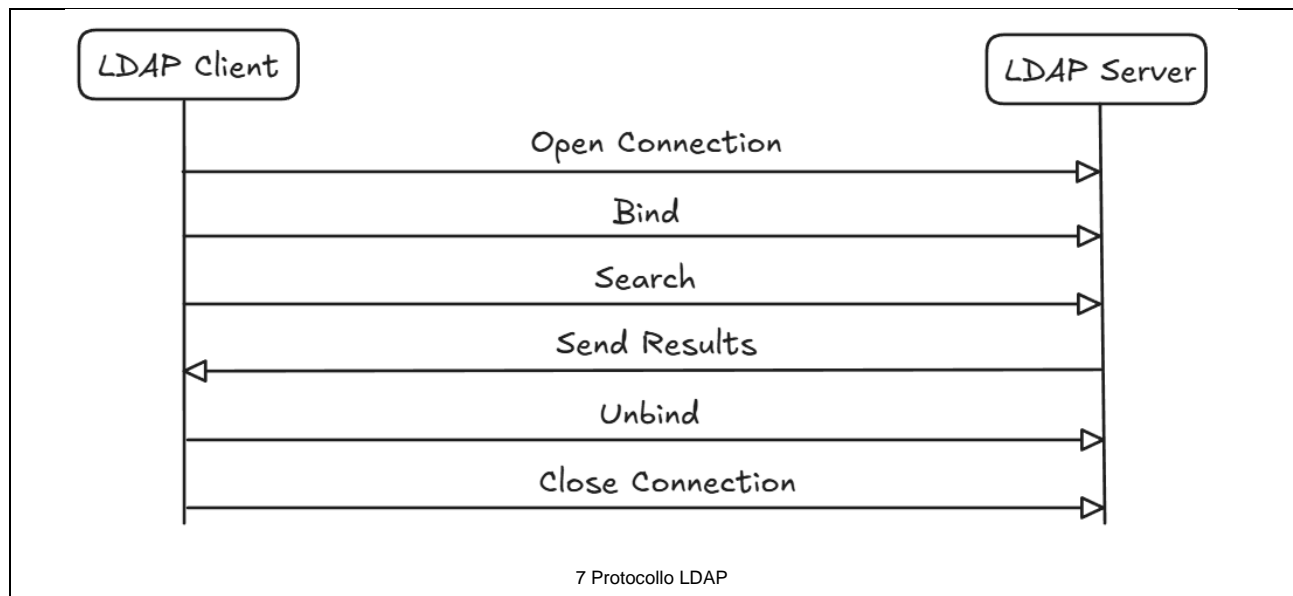 LDAP Client
LDAP Server
Open Connection
Bind
Search
Send Results
Unbind
Close Connection
7 Protocollo LDAP